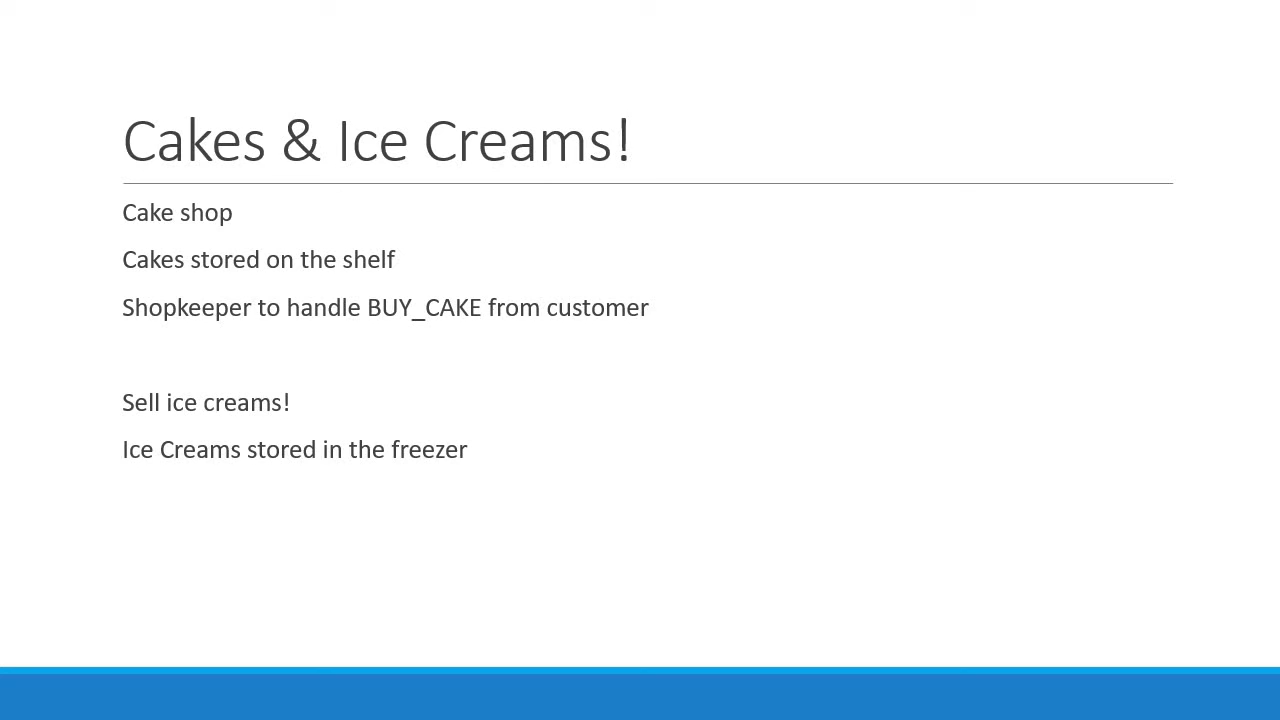 Cakes & Ice Creams!
Cake shop
Cakes stored on the shelf
Shopkeeper to handle BUY_CAKE from customer
Sell ice creams!
Ice Creams stored in the freezer